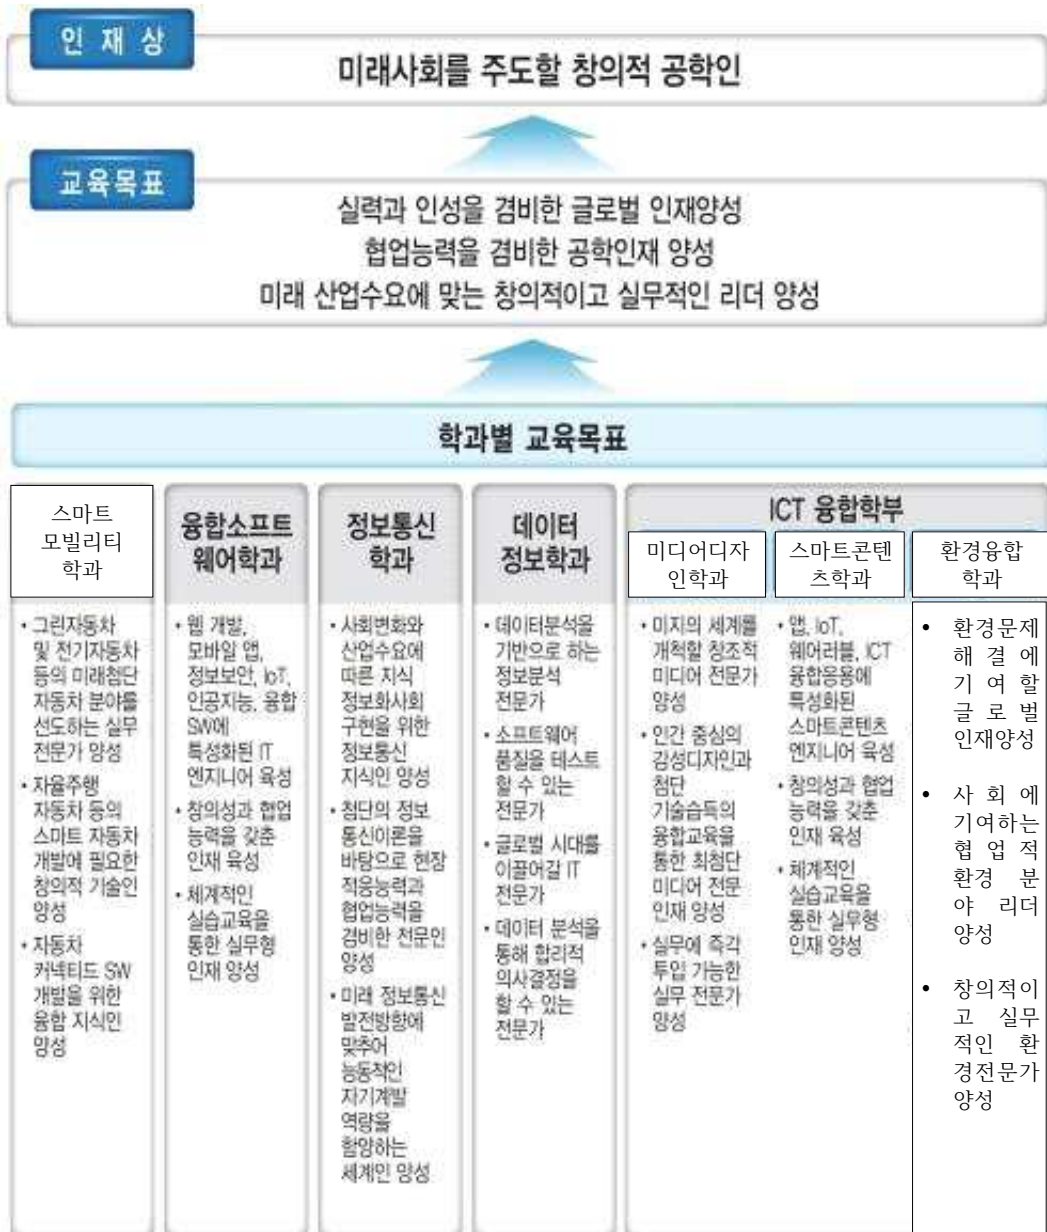 인 재 상
미래사회를 주도할 창의적 공학인
교육목표
실력과 인성을 겸비한 글로벌 인재양성
협업능력을 겸비한 공학인재 양성
미래 산업수요에 맞는 창의적이고 실무적인 리더 양성
학과별 교육목표
스마트
모빌리티
학과
• 그린자동차
및 전기자동차
등의 미래첨단
자동차 분야를
선도하는 실무
전문가 양성
• 자율주행
자동차 등의
스마트 자동차
개발에 필요한
창의적 기술인
양성
• 자동차
커넥티드 SW
개발을 위한
융합 지식인
양성
융합소프트
웨어학과
• 웹 개발,
모바일 앱,
정보보안, IoT,
인공지능, 융합
SW에
특성화된 IT
엔지니어 육성
• 창의성과 협업
능력을 갖춘
인재 육성
• 체계적인
실습교육을
통한 실무형
인재 양성
정보통신
학과
• 사회변화와
산업수요에
따른 지식
정보화사회
구현을 위한
정보통신
지식인 양성
• 첨단의 정보
통신이론을
바탕으로 현장
적응능력과
협업능력을
겸비한 전문인
양성
• 미래 정보통신
발전방향에
맞추어
능동적인
자기계발
역량을
함양하는
세계인 양성
데이터
정보학과
• 데이터분석을
기반으로 하는
정보분석
전문가
• 소프트웨어
품질을 테스트
할 수 있는
전문가
• 글로벌 시대를
이끌어갈 IT
전문가
• 데이터 분석을
통해 합리적
의사결정을
할 수 있는
전문가
ICT 융합학부
미디어디자
인학과
• 미지의 세계를
개척할 창조적
미디어 전문가
양성
• 인간 중심의
감성디자인과
첨단
기술습득의
융합교육을
통한 최첨단
미디어 전문
인재 양성
• 실무에 즉각
투입 가능한
실무 전문가
양성
스마트콘텐
츠학과
• 앱, IoT,
웨어러블, ICT
융합응용에
특성화된
스마트콘텐츠
엔지니어 육성
• 창의성과 협업
능력을 갖춘
인재 육성
• 체계적인
실습교육을
통한 실무형
인재 양성
환경융합
학과
• 환경문제
해결에
기여할
글로벌
인재양성
• 사회에
기여하는
협업적
환경 분
야 리더
양성
• 창의적이
고 실무
적인 환
경전문가
양성